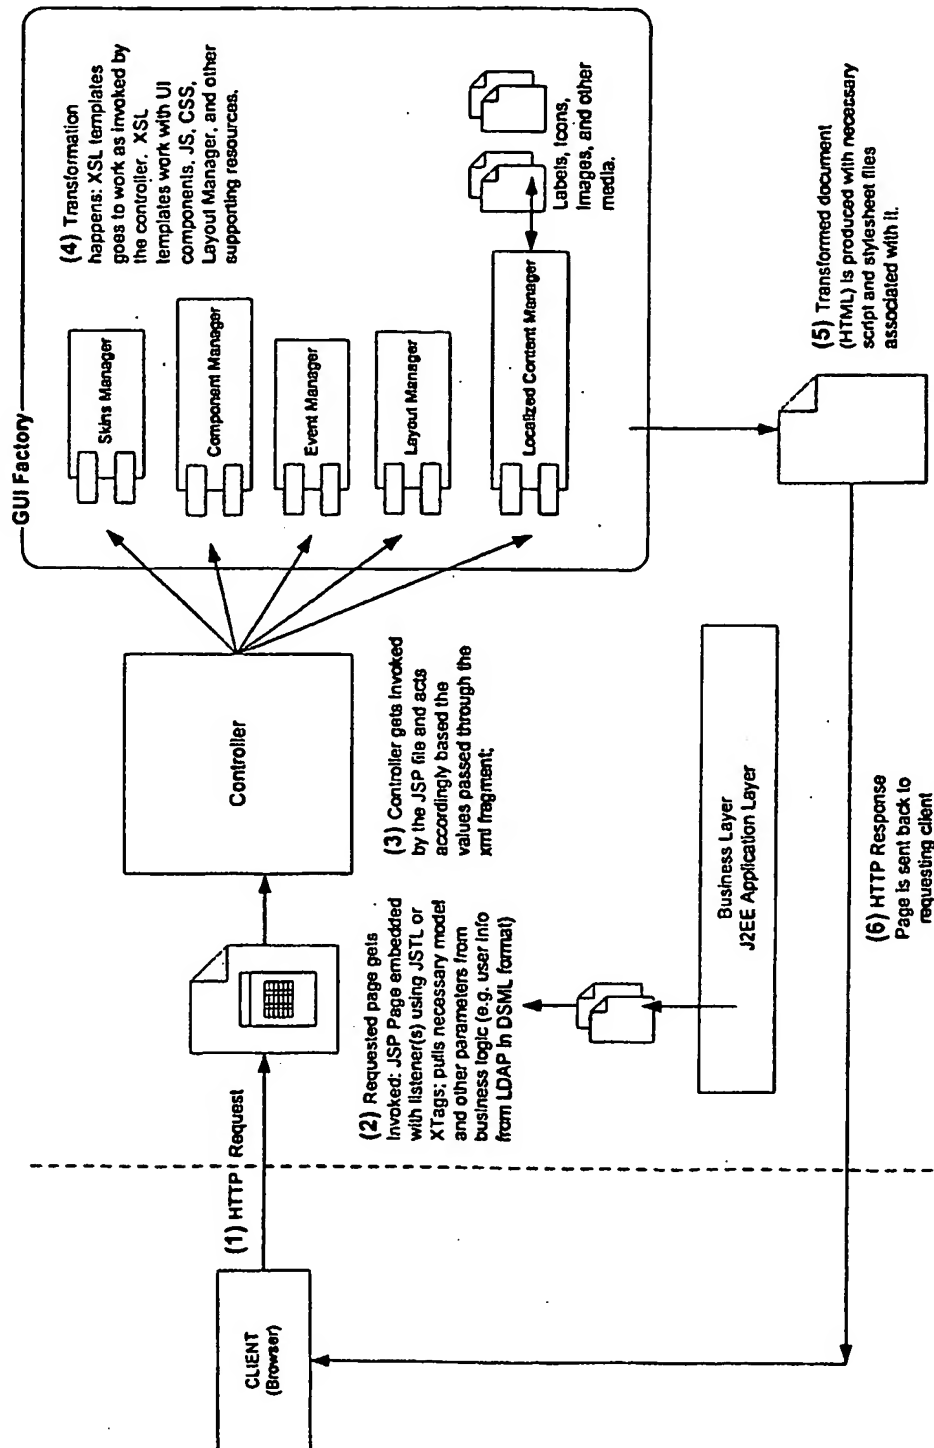 GUI Factory
(4) Transformation
happens: XSL templates
goes to work as invoked by
the controller. XSL
templates work with UI
components, JS, CSS,
Layout Manager, and other
supporting resources.
Skins Manager
Component Manager
Event Manager
Layout Manager
Localized Content Manager
Labels, Icons,
Images, and other
media.
Controller
(3) Controller gets Invoked
by the JSP file and acts
accordingly based the
values passed through the
xml fragment;
(1) HTTP Request
CLIENT
(Browser)
(2) Requested page gets
Invoked: JSP Page embedded
with listener(s) using JSTL or
XTags; pulls necessary model
and other parameters from
business logic (e.g. user info
from LDAP in DSML format)
Business Layer
J2EE Application Layer
(5) Transformed document
(HTML) is produced with necessary
script and stylesheet files
associated with it.
(6) HTTP Response
Page is sent back to
requesting client